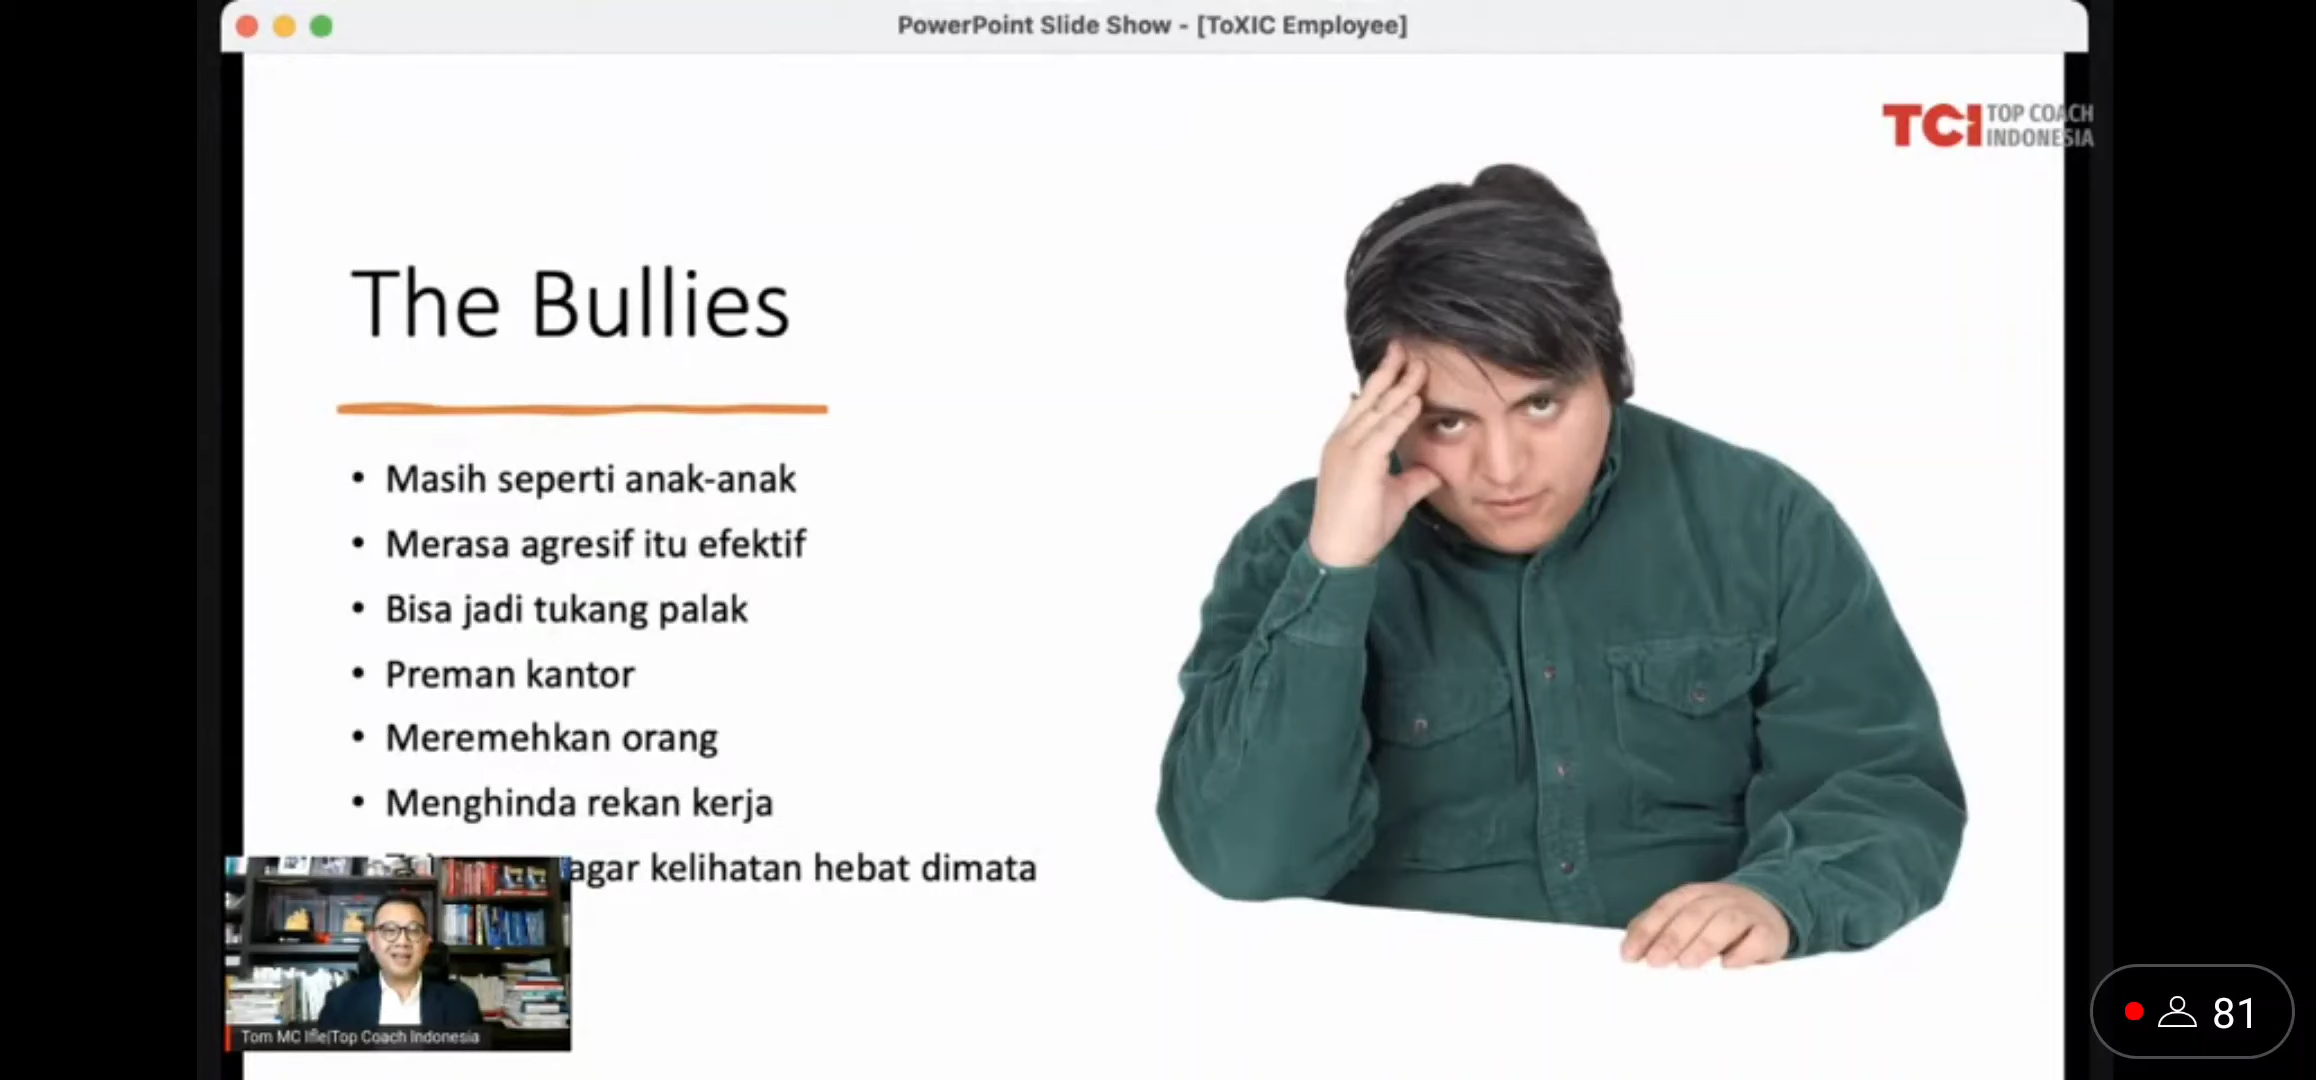 PowerPoint Slide Show - [ToXIC Employee]
TCI TOP COACH
INDONESIA
The Bullies
• Masih seperti anak-anak
• Merasa agresif itu efektif
• Bisa jadi tukang palak
• Preman kantor
• Meremehkan orang
• Menghinda rekan kerja
agar kelihatan hebat dimata
Tom MC Ifle|Top Coach Indonesia
81